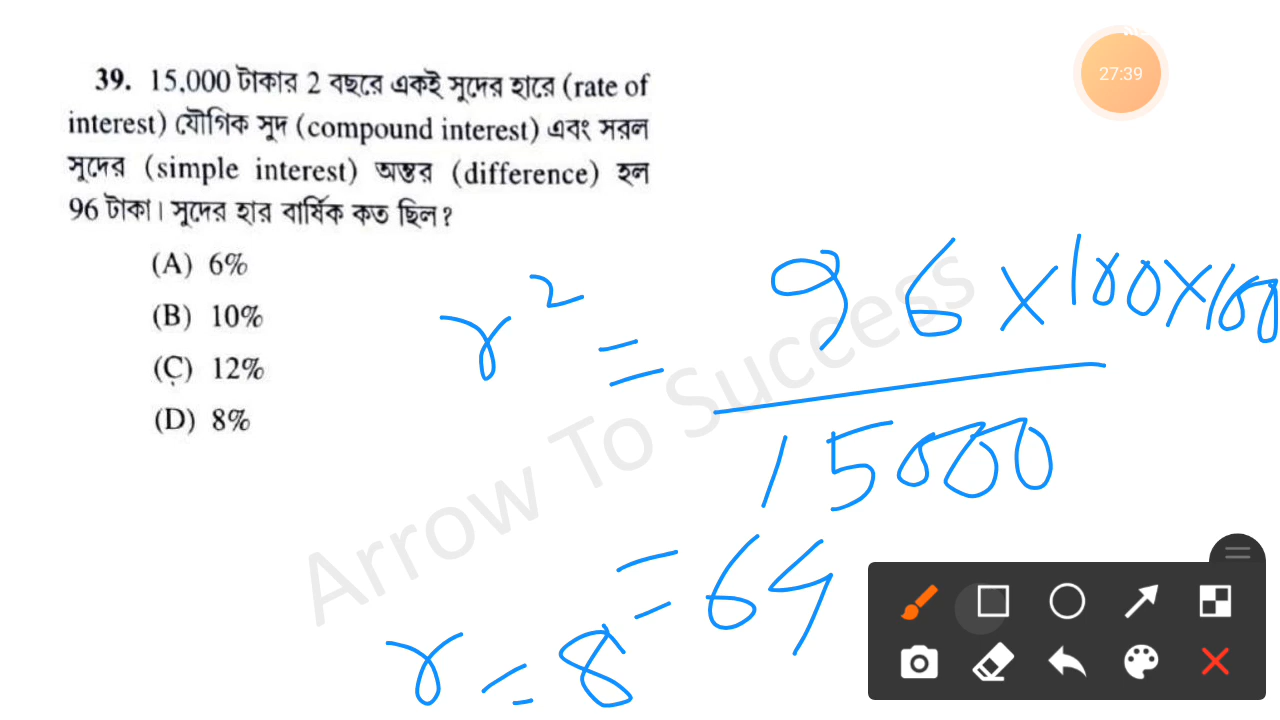 27:39
39. 15,000 টাকার 2 বছরে একই সুদের হারে (rate of
interest) যৌগিক সুদ (compound interest) এবং সরল
সুদের (simple interest) অন্তর (difference) হল
96 টাকা। সুদের হার বার্ষিক কত ছিল?
(A) 6%
(B) 10%
(C) 12%
(D) 8%
r² = 96×100×100
15000
= 64
r = 8
Arrow To Success